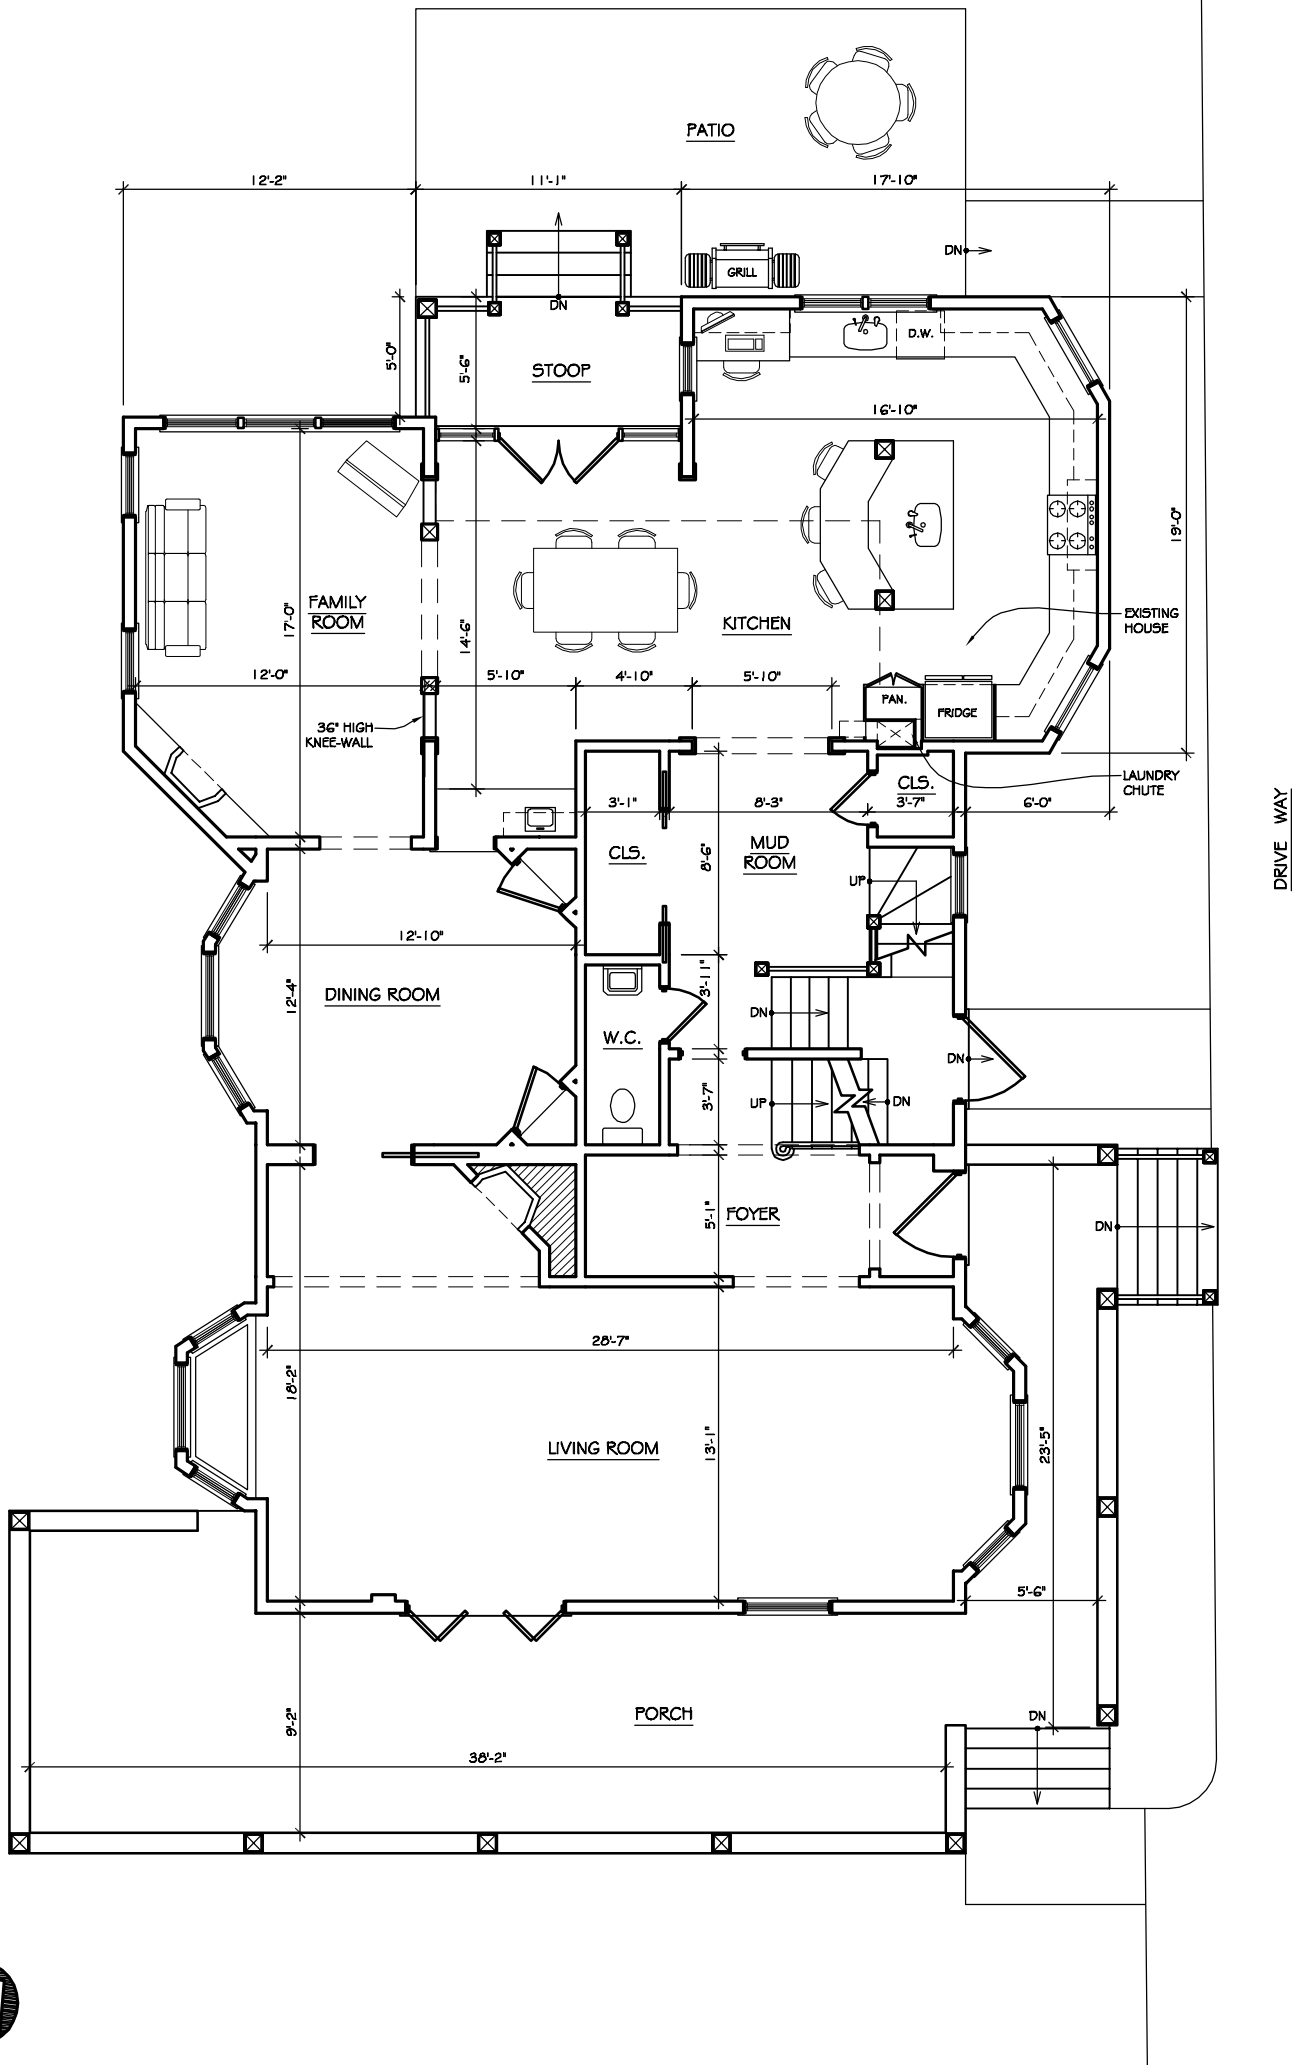 PATIO
12'-2"
11'-1"
17'-10"
DN
GRILL
DN
D.W.
5'-0"
5'-6"
STOOP
16'-10"
19'-0"
FAMILY
ROOM
17'-0"
14'-6"
KITCHEN
EXISTING
HOUSE
12'-0"
5'-10"
4'-10"
5'-10"
PAN.
FRIDGE
36" HIGH
KNEE-WALL
LAUNDRY
CHUTE
CLS.
3'-1"
8'-3"
3'-7"
6'-0"
DRIVE WAY
MUD
ROOM
8'-6"
CLS.
UP
12'-10"
12'-4"
DINING ROOM
3'-11"
DN
W.C.
DN
3'-7"
UP
DN
5'-1"
FOYER
DN
28'-7"
18'-2"
LIVING ROOM
13'-1"
23'-5"
5'-6"
9'-2"
PORCH
DN
38'-2"